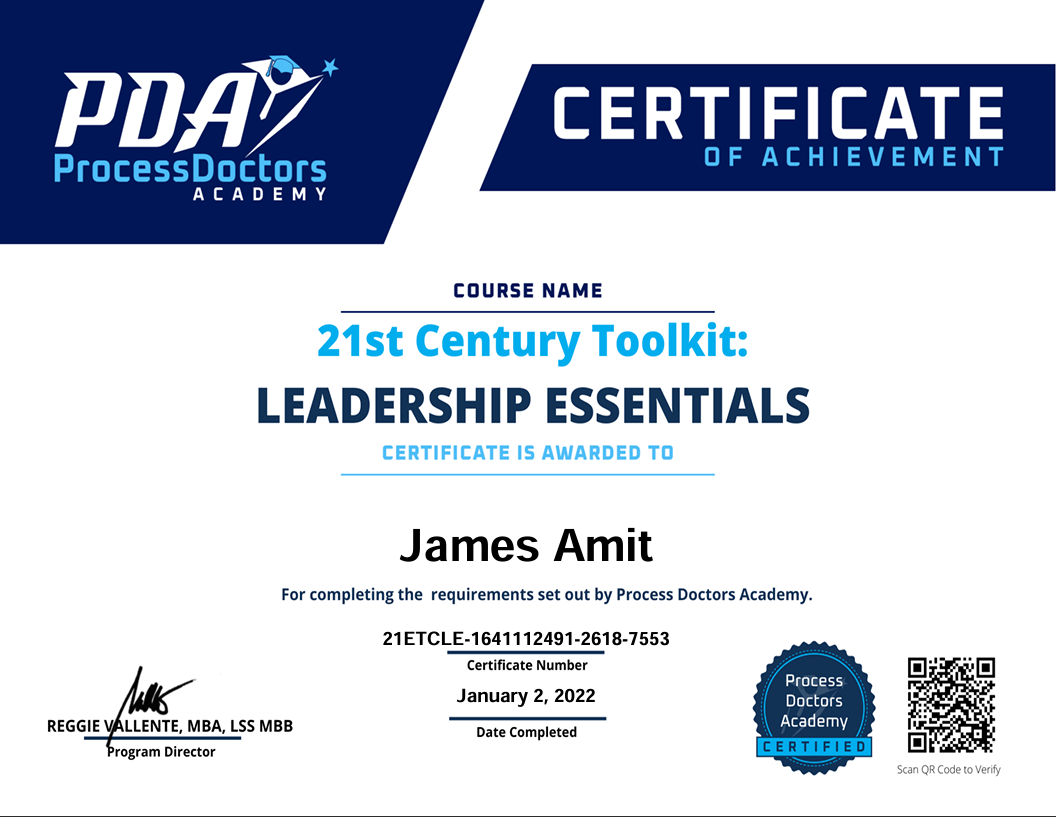 PDA
ProcessDoctors
ACADEMY
CERTIFICATE
OF ACHIEVEMENT
COURSE NAME
21st Century Toolkit:
LEADERSHIP ESSENTIALS
CERTIFICATE IS AWARDED TO
James Amit
For completing the requirements set out by Process Doctors Academy.
21ETCLE-1641112491-2618-7553
Certificate Number
January 2, 2022
Date Completed
REGGIE VALLENTE, MBA, LSS MBB
Program Director
Process
Doctors
Academy
CERTIFIED
Scan QR Code to Verify